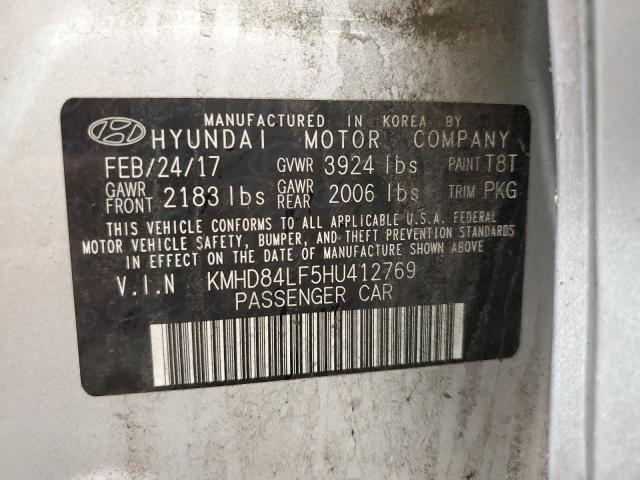 MANUFACTURED IN KOREA BY
HYUNDAI MOTOR COMPANY
FEB/24/17 GVWR 3924 lbs PAINT T8T
GAWR FRONT 2183 lbs GAWR REAR 2006 lbs TRIM PKG
THIS VEHICLE CONFORMS TO ALL APPLICABLE U.S.A. FEDERAL
MOTOR VEHICLE SAFETY, BUMPER, AND THEFT PREVENTION STANDARDS
IN EFFECT ON THE DATE OF MANUFACTURE SHOWN ABOVE
V.I.N KMHD84LF5HU412769
PASSENGER CAR